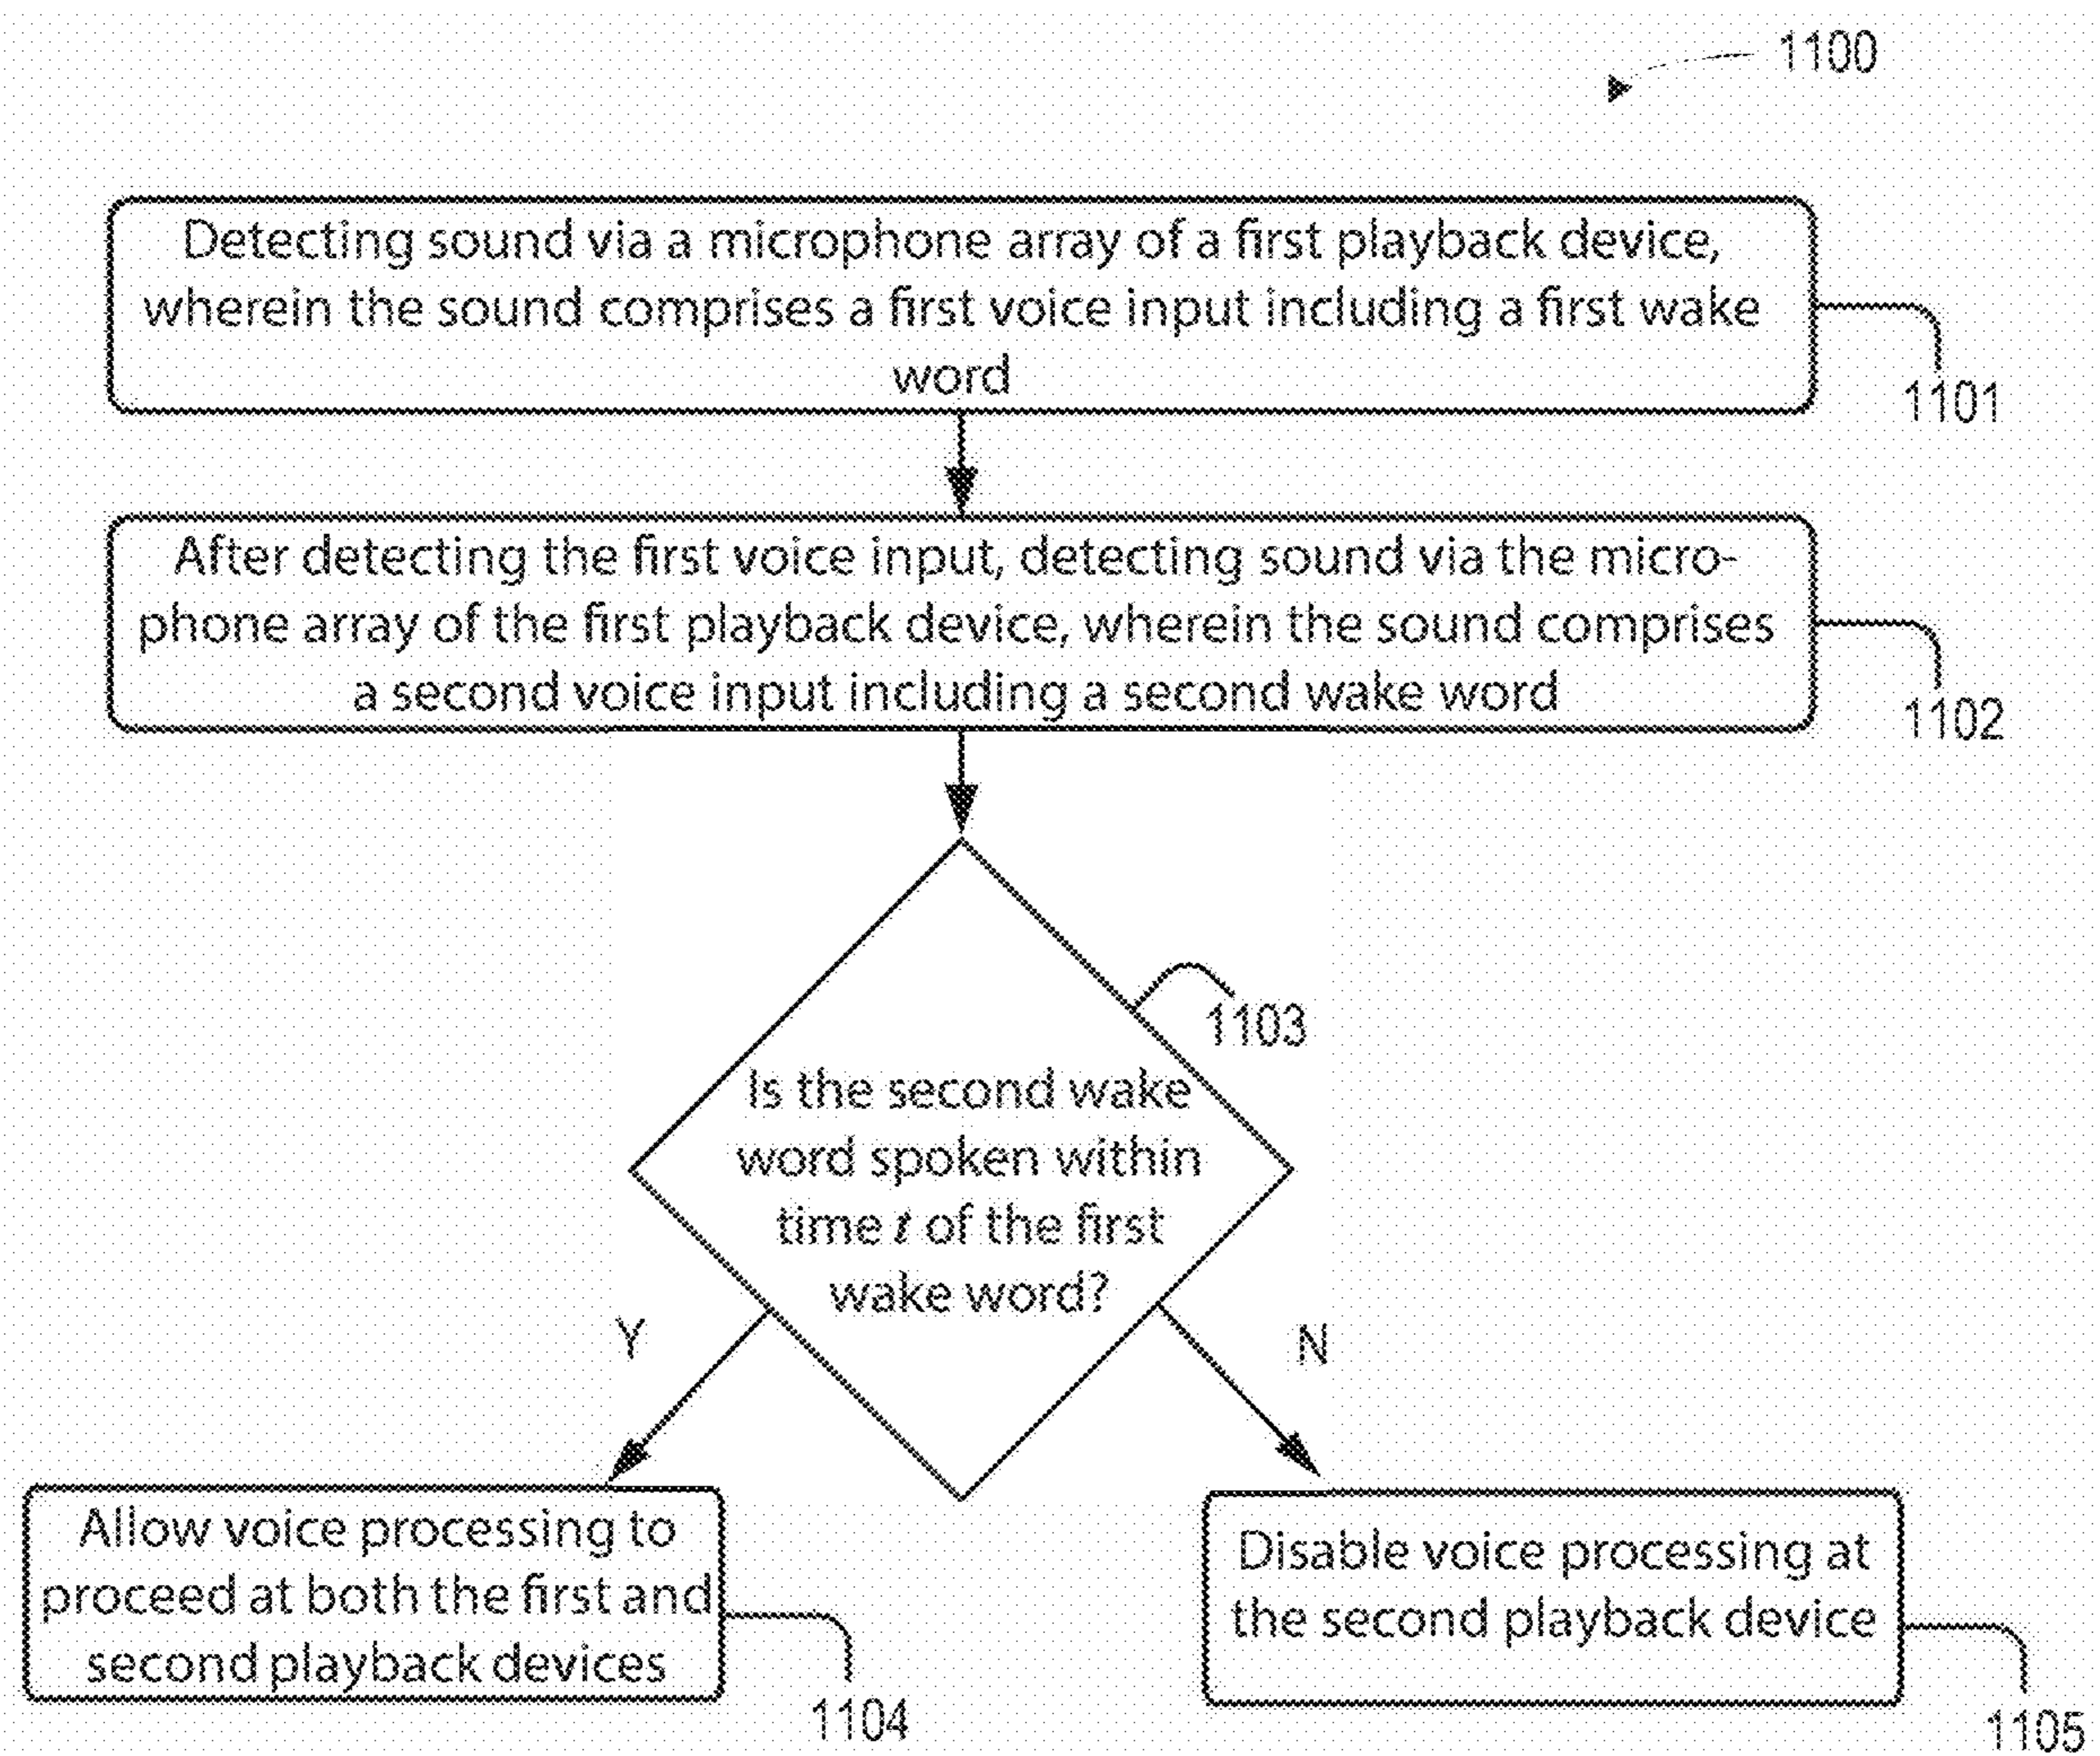 1100
Detecting sound via a microphone array of a first playback device,
wherein the sound comprises a first voice input including a first wake
word
1101
After detecting the first voice input, detecting sound via the micro-
phone array of the first playback device, wherein the sound comprises
a second voice input including a second wake word
1102
1103
Is the second wake
word spoken within
time t of the first
wake word?
Y
N
Allow voice processing to
proceed at both the first and
second playback devices
1104
Disable voice processing at
the second playback device
1105